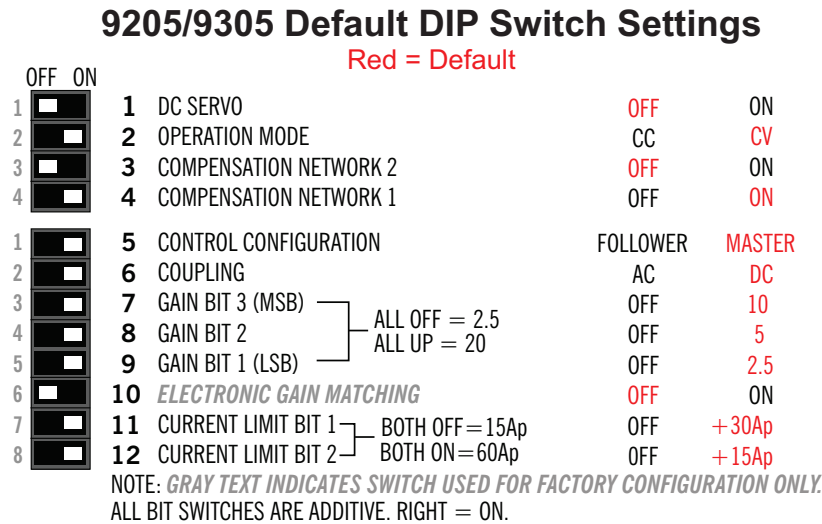 9205/9305 Default DIP Switch Settings
Red = Default
OFF ON
1 1 DC SERVO OFF ON
2 2 OPERATION MODE CC CV
3 3 COMPENSATION NETWORK 2 OFF ON
4 4 COMPENSATION NETWORK 1 OFF ON
1 5 CONTROL CONFIGURATION FOLLOWER MASTER
2 6 COUPLING AC DC
3 7 GAIN BIT 3 (MSB) OFF 10
ALL OFF = 2.5
4 8 GAIN BIT 2 OFF 5
ALL UP = 20
5 9 GAIN BIT 1 (LSB) OFF 2.5
6 10 ELECTRONIC GAIN MATCHING OFF ON
7 11 CURRENT LIMIT BIT 1 BOTH OFF=15Ap OFF +30Ap
8 12 CURRENT LIMIT BIT 2 BOTH ON=60Ap OFF +15Ap
NOTE: GRAY TEXT INDICATES SWITCH USED FOR FACTORY CONFIGURATION ONLY.
ALL BIT SWITCHES ARE ADDITIVE. RIGHT = ON.